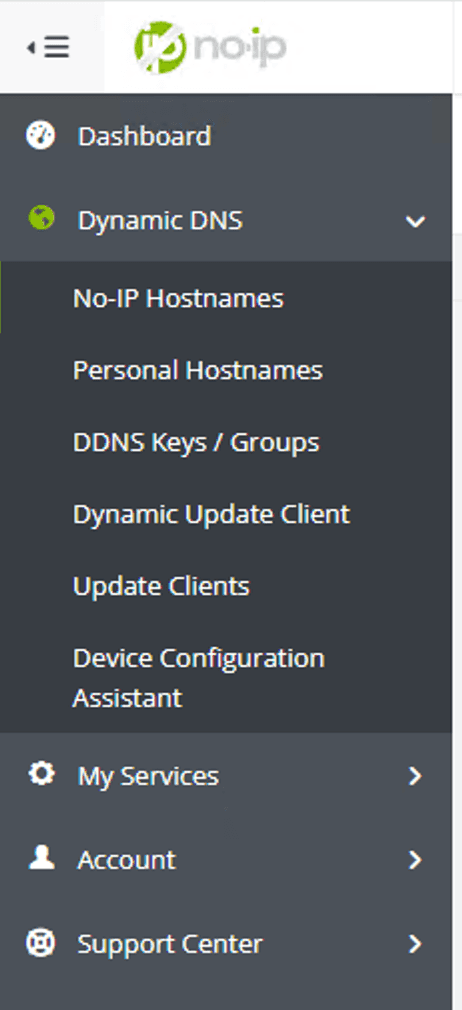 no·ip
Dashboard
Dynamic DNS
No-IP Hostnames
Personal Hostnames
DDNS Keys / Groups
Dynamic Update Client
Update Clients
Device Configuration
Assistant
My Services
Account
Support Center